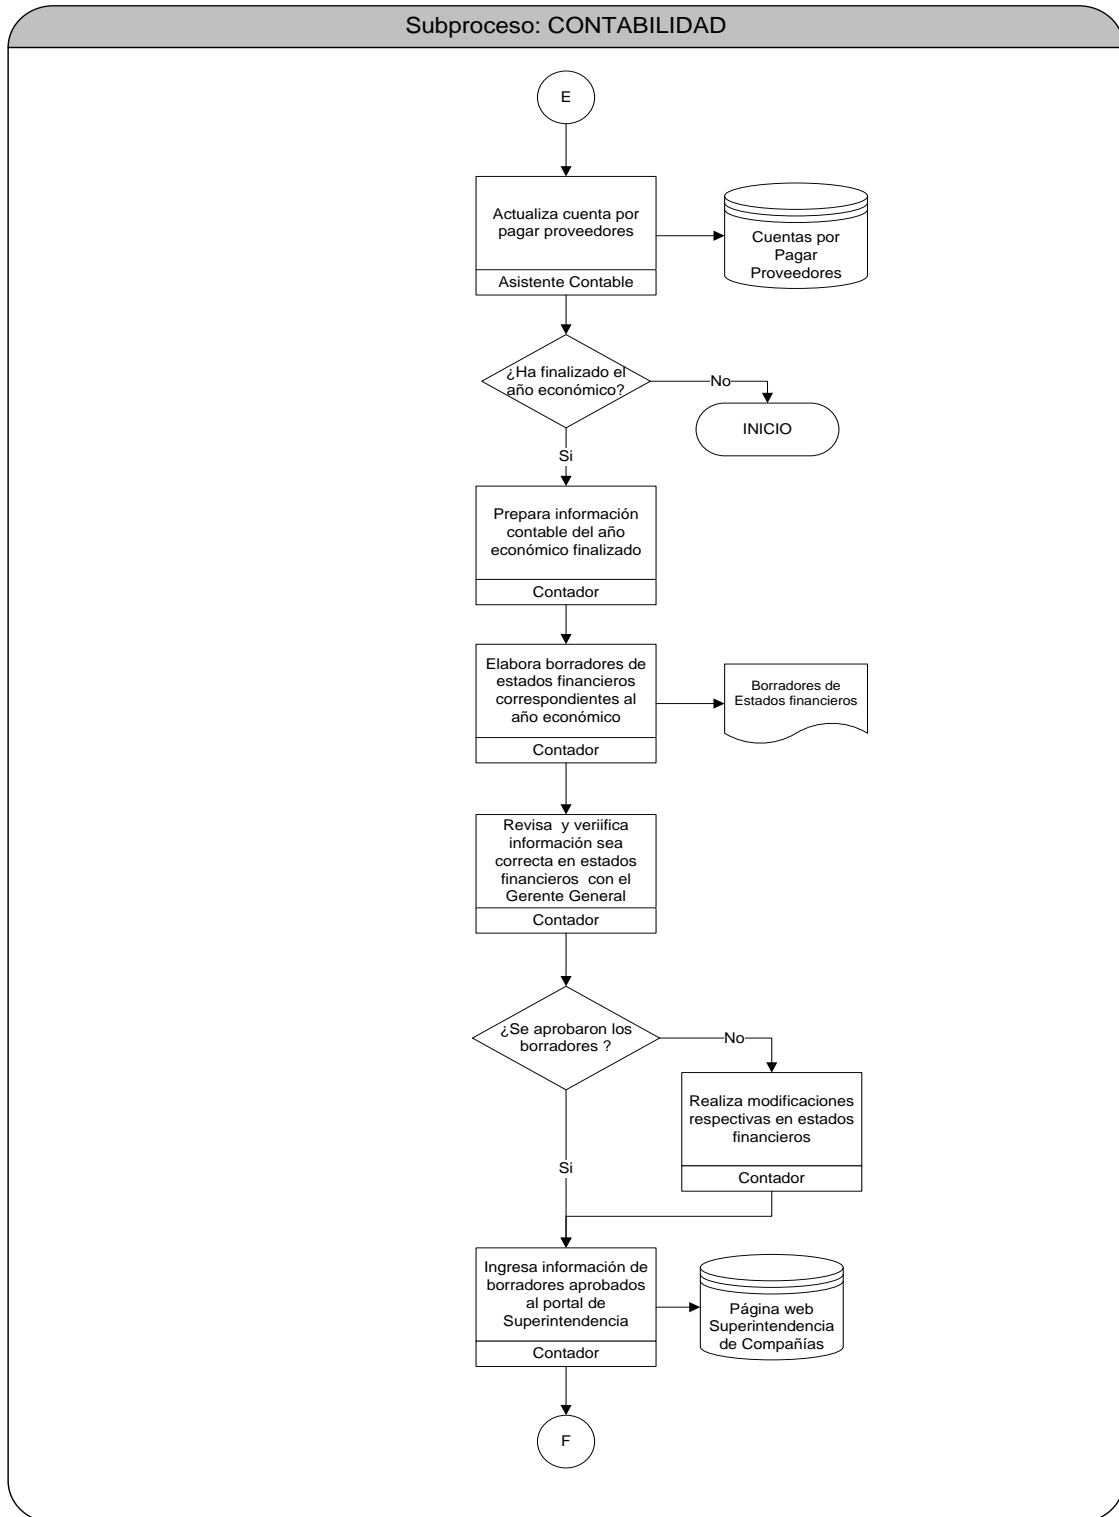 Subproceso: CONTABILIDAD
E
Actualiza cuenta por
pagar proveedores
Asistente Contable
Cuentas por
Pagar
Proveedores
¿Ha finalizado el
año económico?
No
INICIO
Si
Prepara información
contable del año
económico finalizado
Contador
Elabora borradores de
estados financieros
correspondientes al
año económico
Contador
Borradores de
Estados financieros
Revisa  y veriifica
información sea
correcta en estados
financieros  con el
Gerente General
Contador
¿Se aprobaron los
borradores ?
No
Realiza modificaciones
respectivas en estados
financieros
Contador
Si
Ingresa información de
borradores aprobados
al portal de
Superintendencia
Contador
Página web
Superintendencia
de Compañías
F